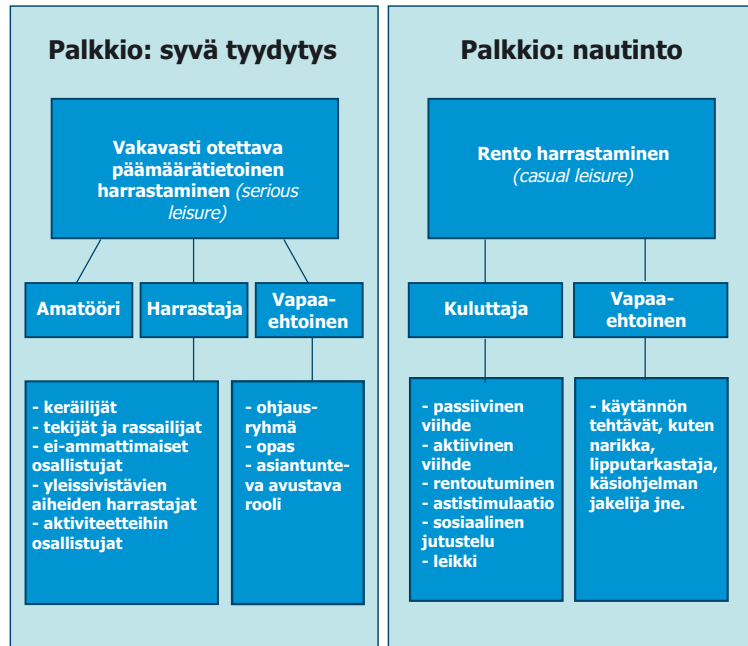 Palkkio: syvä tyydytys
Vakavasti otettava
päämäärätietoinen
harrastaminen (serious
leisure)
Amatööri
Harrastaja
Vapaa-
ehtoinen
- keräilijät
- tekijät ja rassailijat
- ei-ammattimaiset
osallistujat
- yleissivistävien
aiheiden harrastajat
- aktiviteetteihin
osallistujat
- ohjaus-
ryhmä
- opas
- asiantunte-
va avustava
rooli
Palkkio: nautinto
Rento harrastaminen
(casual leisure)
Kuluttaja
Vapaa-
ehtoinen
- passiivinen
viihde
- aktiivinen
viihde
- rentoutuminen
- astistimulaatio
- sosiaalinen
jutustelu
- leikki
- käytännön
tehtävät, kuten
narikka,
lipputarkastaja,
käsiohjelman
jakelija jne.